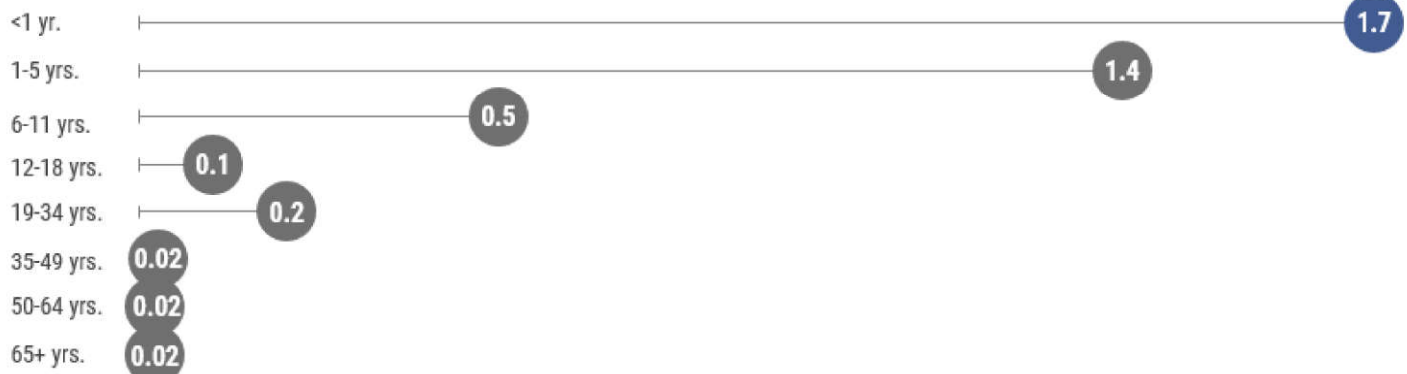 <1 yr. 1.7
1-5 yrs. 1.4
6-11 yrs. 0.5
12-18 yrs. 0.1
19-34 yrs. 0.2
35-49 yrs. 0.02
50-64 yrs. 0.02
65+ yrs. 0.02